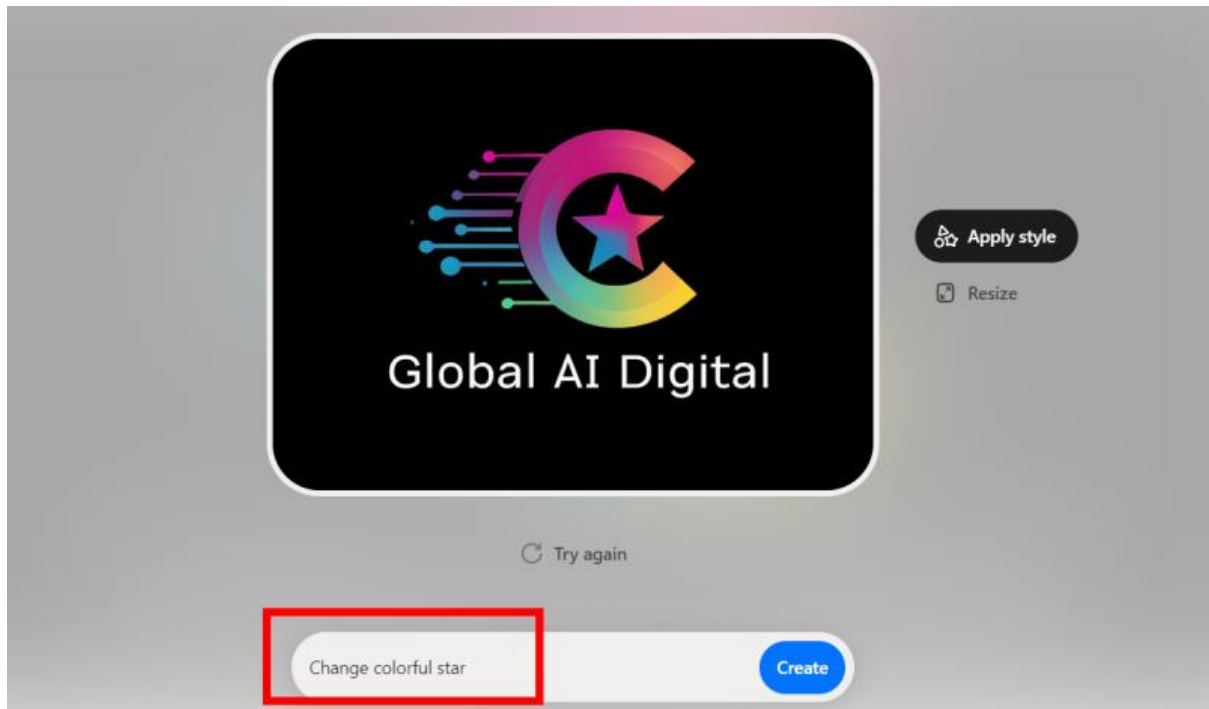 Apply style
Resize
Global AI Digital
Try again
Change colorful star
Create